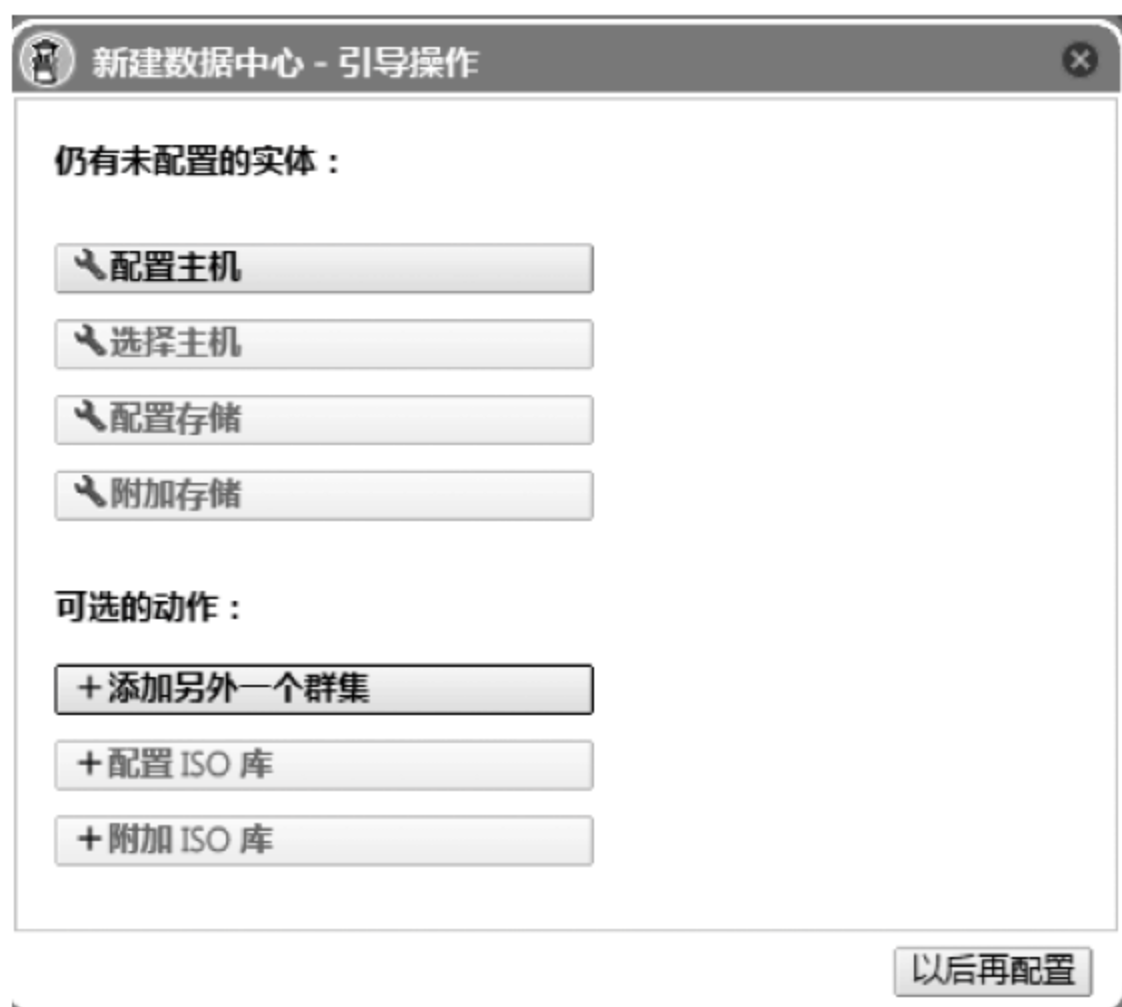 新建数据中心 - 引导操作
仍有未配置的实体：
配置主机
选择主机
配置存储
附加存储
可选的动作：
+添加另外一个群集
+配置 ISO 库
+附加 ISO 库
以后再配置